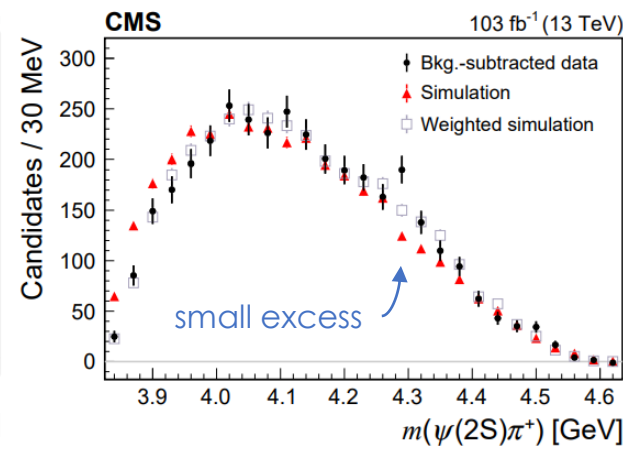 CMS
103 fb⁻¹ (13 TeV)
Candidates / 30 MeV
300
250
200
150
100
50
0
Bkg.-subtracted data
Simulation
Weighted simulation
small excess
3.9 4.0 4.1 4.2 4.3 4.4 4.5 4.6
m(ψ(2S)π⁺) [GeV]